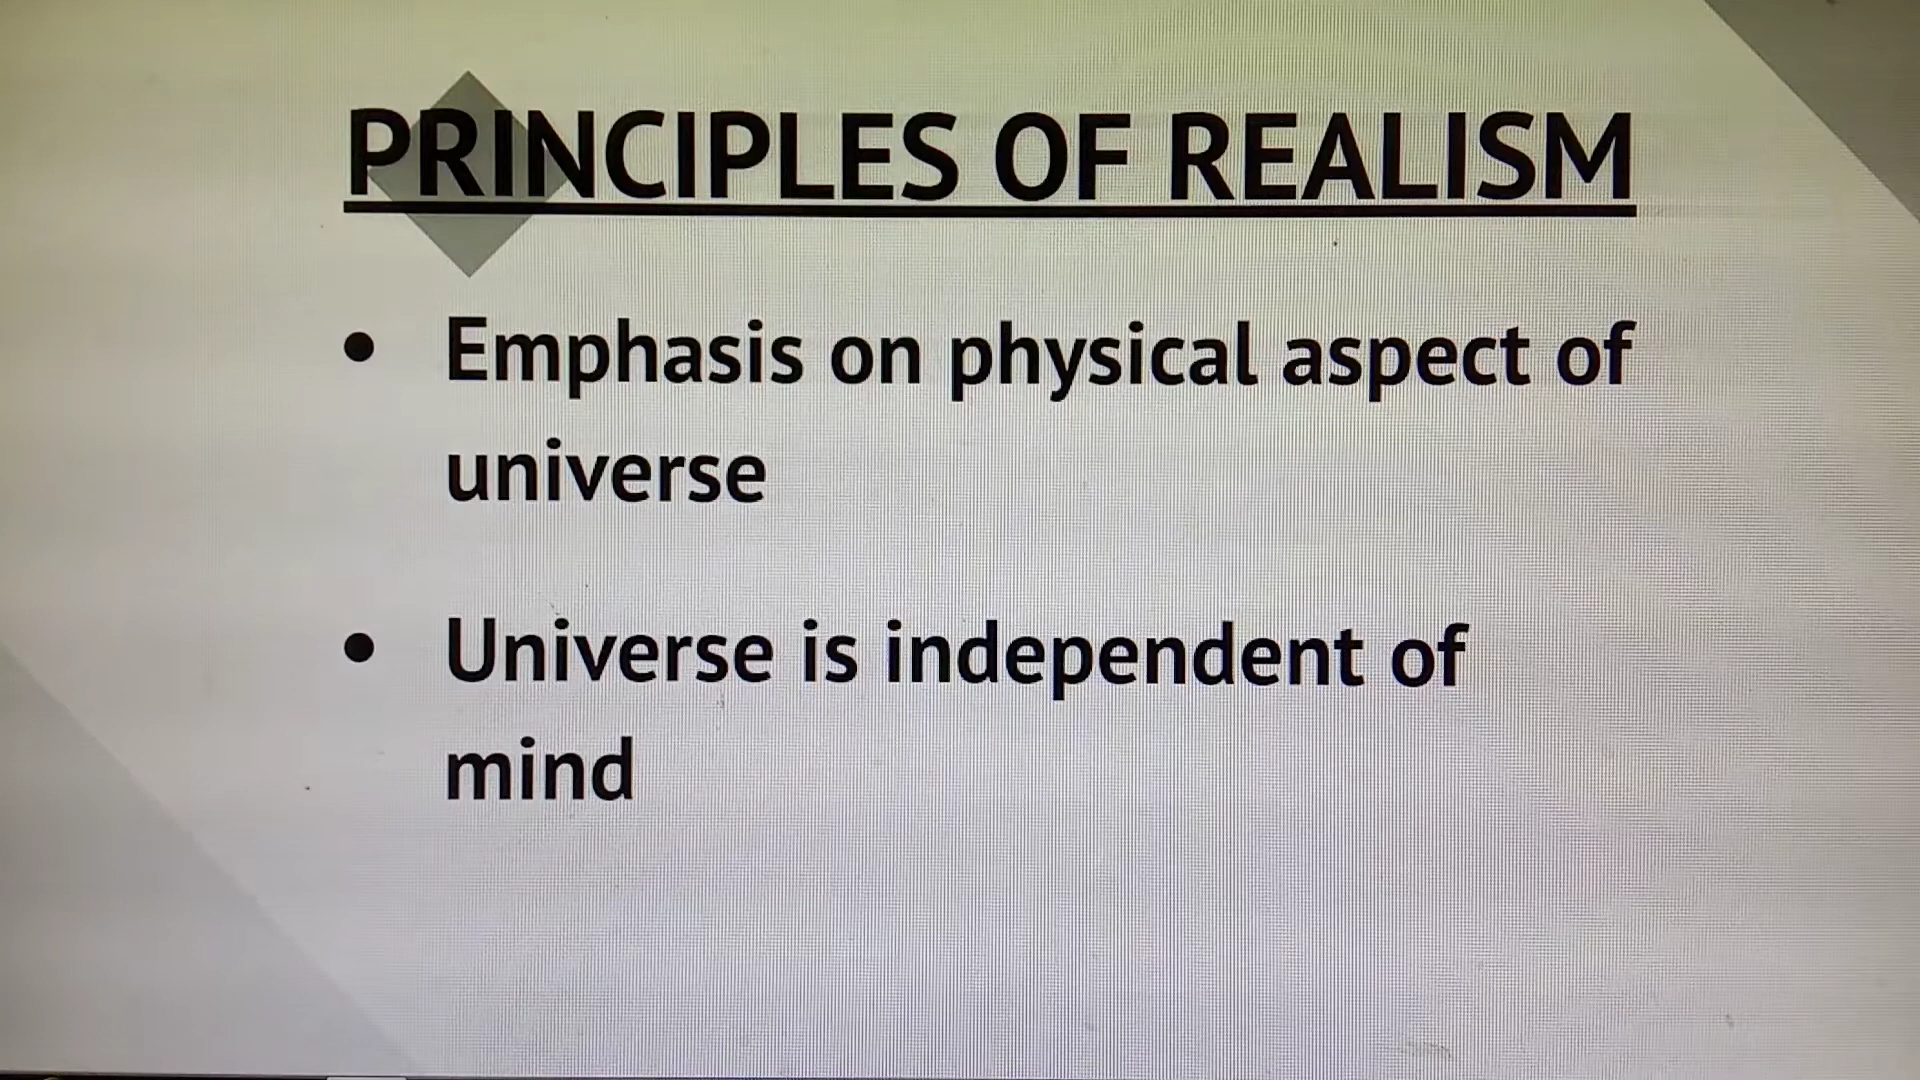 PRINCIPLES OF REALISM
• Emphasis on physical aspect of
universe
• Universe is independent of
mind